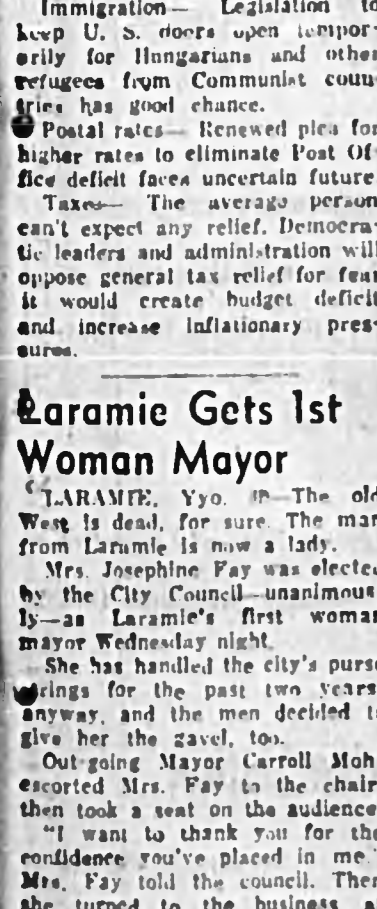 Immigration— Legislation to
keep U. S. doors open tempor-
arily for Hungarians and other
refugees from Communist coun-
tries has good chance.
Postal rates— Renewed plea for
higher rates to eliminate Post Of-
fice deficit faces uncertain future
Taxes— The average person
can't expect any relief. Democra-
tic leaders and administration will
oppose general tax relief for fear
it would create budget deficit
and increase inflationary pres-
sures.
Laramie Gets 1st
Woman Mayor
LARAMIE, Yyo. (P—The old
West is dead, for sure. The man
from Laramie is now a lady.
Mrs. Josephine Fay was elected
by the City Council—unanimous-
ly—as Laramie's first woman
mayor Wednesday night.
She has handled the city's purse
strings for the past two years
anyway, and the men decided t
give her the gavel, too.
Out-going Mayor Carroll Moh
escorted Mrs. Fay to the chair
then took a seat on the audience
"I want to thank you for the
confidence you've placed in me."
Mrs. Fay told the council. Then
she turned to the business a